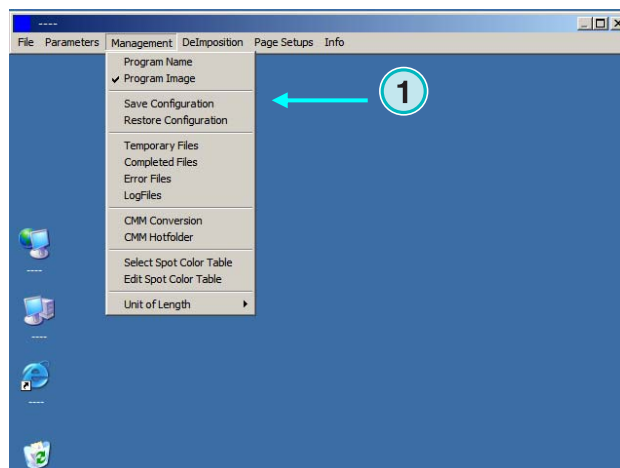 ----
File Parameters Management DeImposition Page Setups Info
Program Name
✔ Program Image
Save Configuration
Restore Configuration
1
Temporary Files
Completed Files
Error Files
LogFiles
CMM Conversion
CMM Hotfolder
Select Spot Color Table
Edit Spot Color Table
Unit of Length
----
----
----